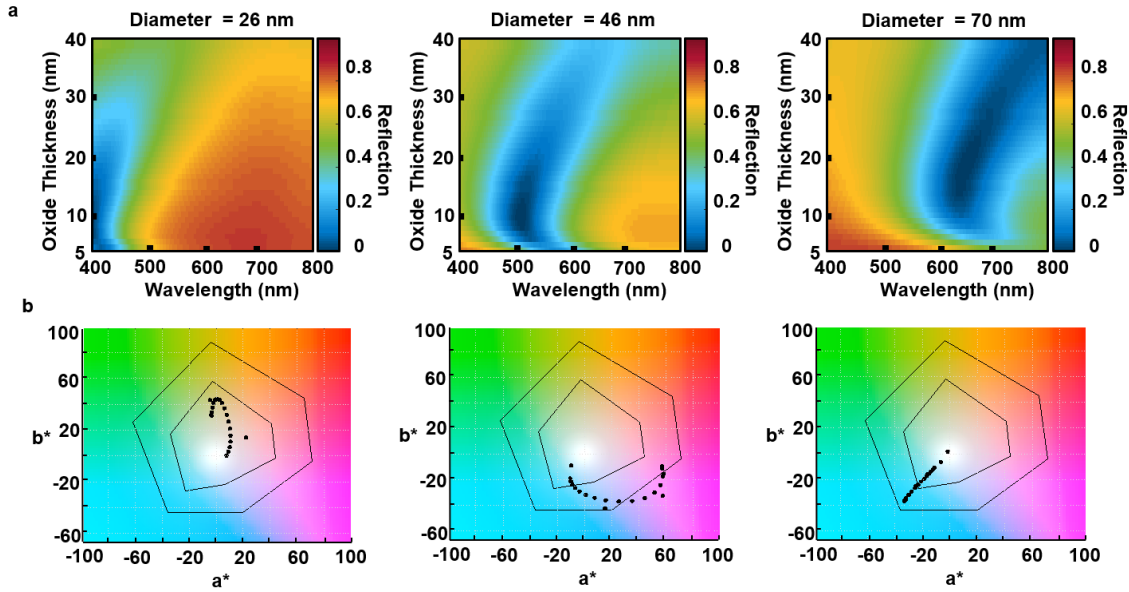 a
Diameter = 26 nm
Diameter = 46 nm
Diameter = 70 nm
Oxide Thickness (nm)
40
30
20
10
5
400 500 600 700 800
Wavelength (nm)
0.8
0.6
0.4
0.2
0
Reflection
Oxide Thickness (nm)
40
30
20
10
5
400 500 600 700 800
Wavelength (nm)
0.8
0.6
0.4
0.2
0
Reflection
Oxide Thickness (nm)
40
30
20
10
5
400 500 600 700 800
Wavelength (nm)
0.8
0.6
0.4
0.2
0
Reflection
b
100
60
20
-20
-60
b*
-100 -60 -20 20 60 100
a*
100
60
20
-20
-60
b*
-100 -60 -20 20 60 100
a*
100
60
20
-20
-60
b*
-100 -60 -20 20 60 100
a*